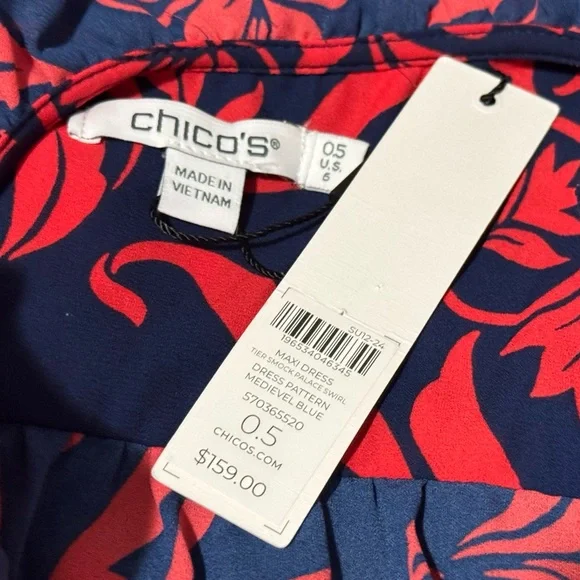 chico's®
MADE IN
VIETNAM
0.5
U.S.
6
SU12-24
196534046345
MAXI DRESS
TIER SMOCK PALACE SWIRL
DRESS PATTERN
MEDIEVEL BLUE
570365520
0.5
CHICOS.COM
$159.00